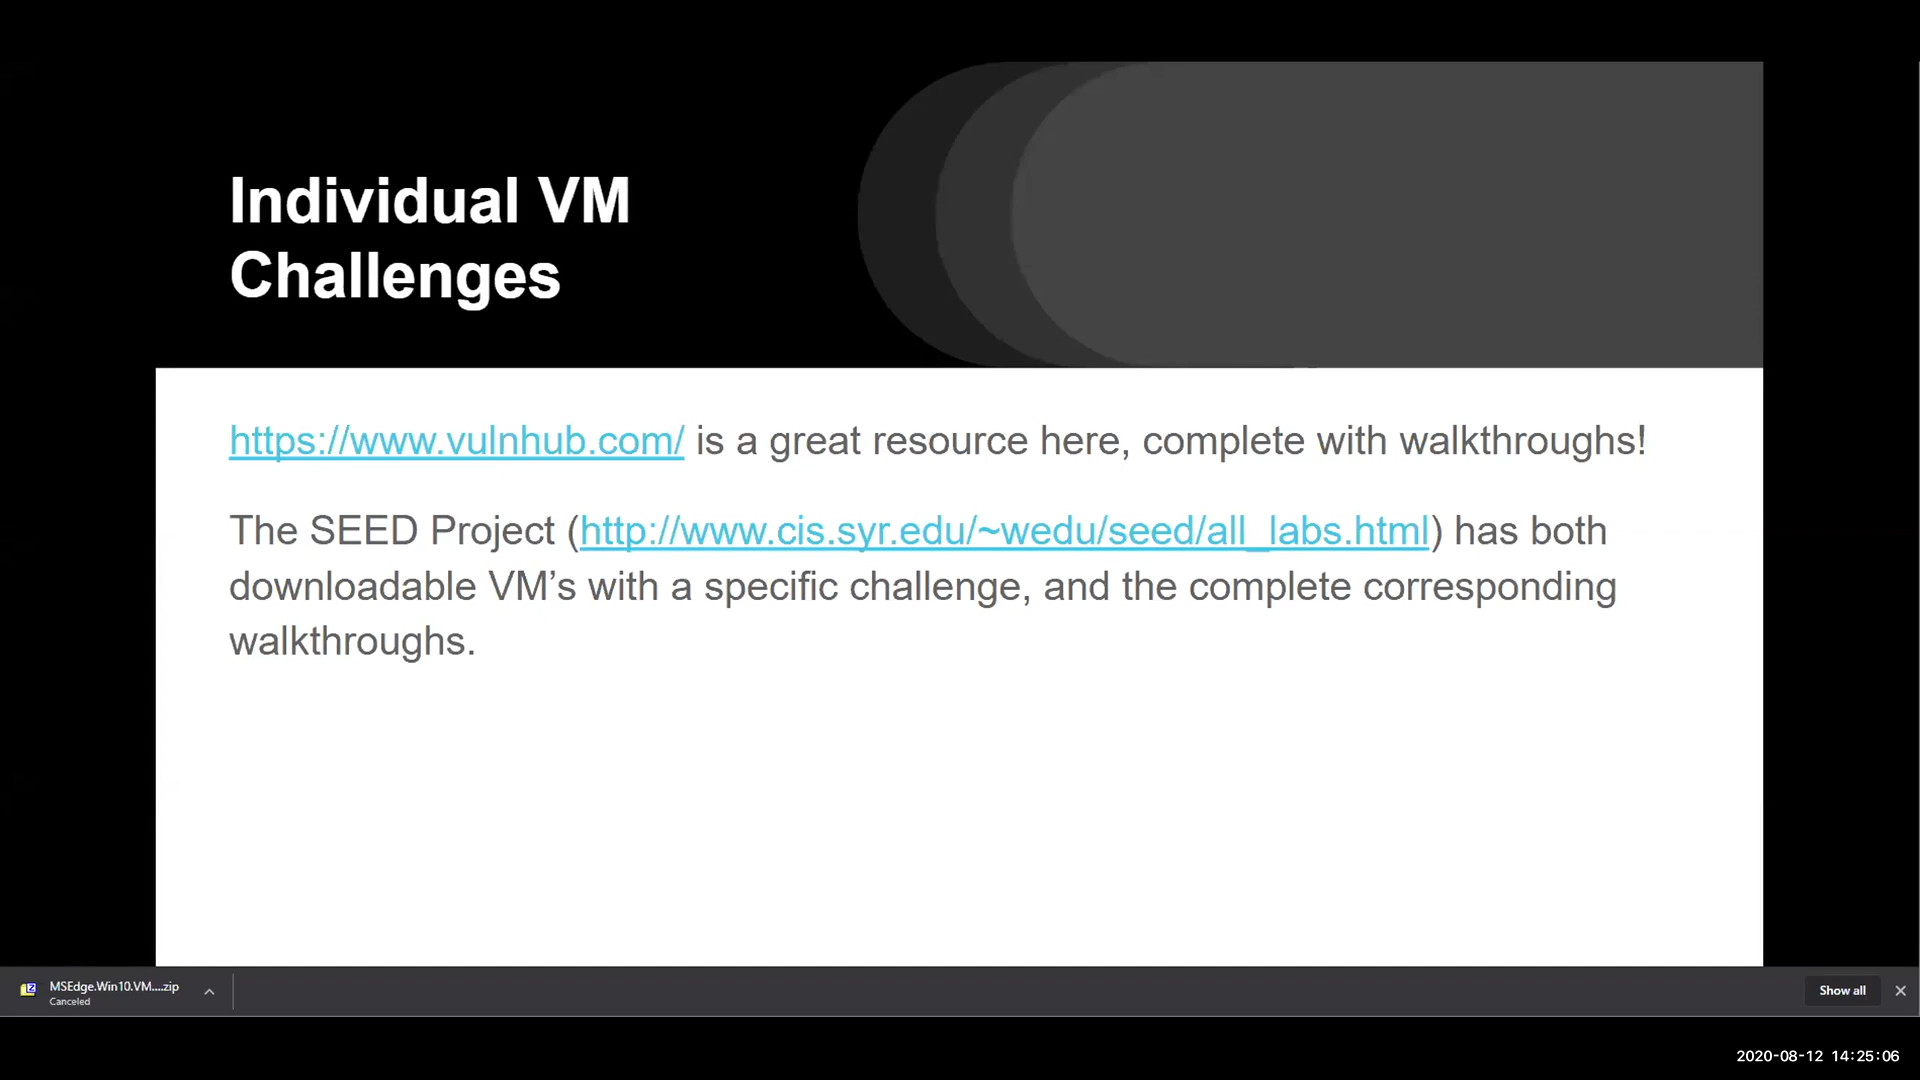 Individual VM
Challenges
https://www.vulnhub.com/ is a great resource here, complete with walkthroughs!
The SEED Project (http://www.cis.syr.edu/~wedu/seed/all_labs.html) has both
downloadable VM’s with a specific challenge, and the complete corresponding
walkthroughs.
MSEdge.Win10.VM....zip
Canceled
Show all
2020-08-12 14:25:06